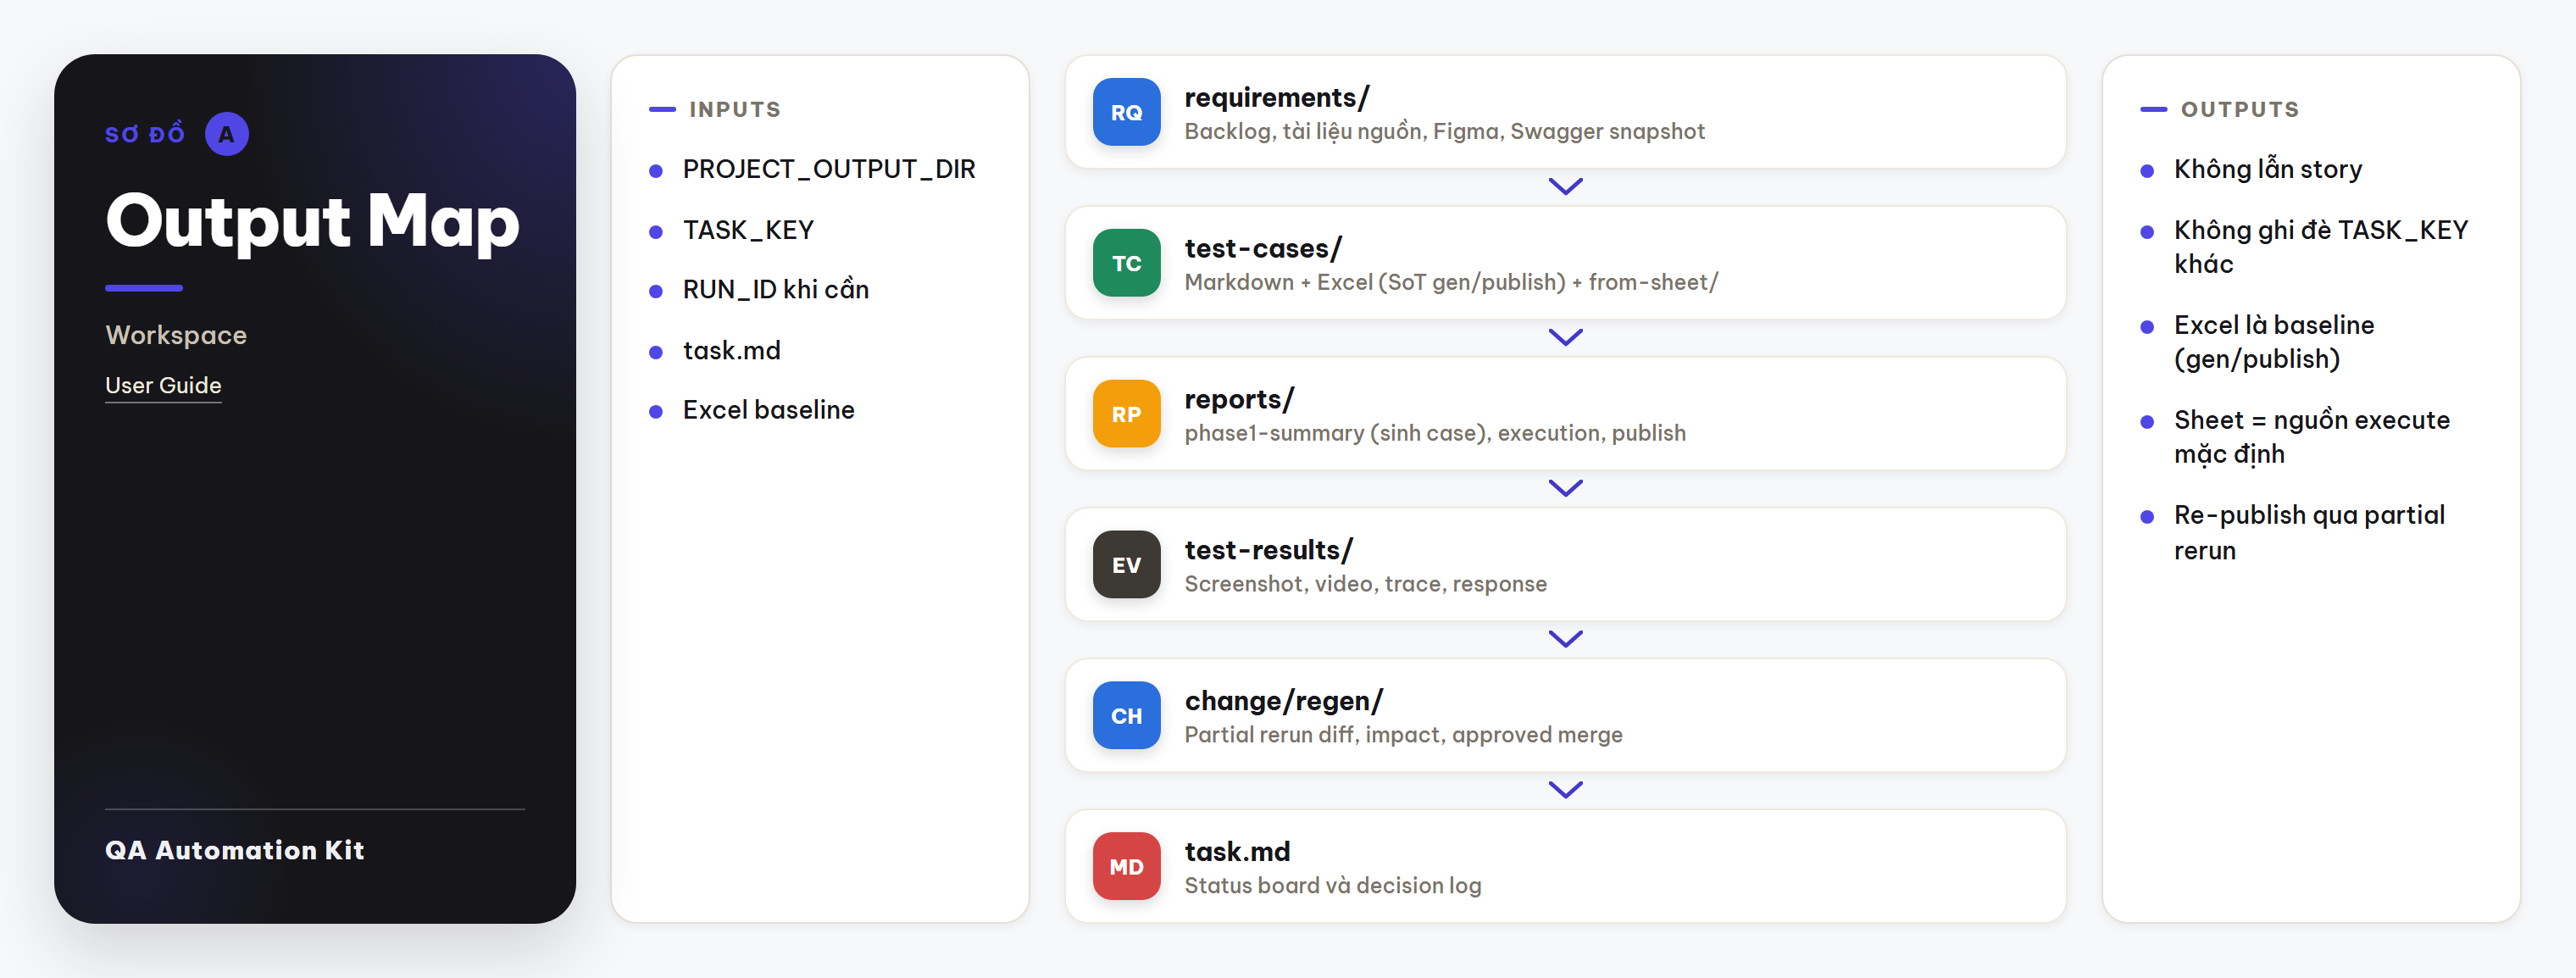 SƠ ĐỒ A
Output Map
Workspace
User Guide
QA Automation Kit
INPUTS
PROJECT_OUTPUT_DIR
TASK_KEY
RUN_ID khi cần
task.md
Excel baseline
RQ
requirements/
Backlog, tài liệu nguồn, Figma, Swagger snapshot
TC
test-cases/
Markdown + Excel (SoT gen/publish) + from-sheet/
RP
reports/
phase1-summary (sinh case), execution, publish
EV
test-results/
Screenshot, video, trace, response
CH
change/regen/
Partial rerun diff, impact, approved merge
MD
task.md
Status board và decision log
OUTPUTS
Không lẫn story
Không ghi đè TASK_KEY
khác
Excel là baseline
(gen/publish)
Sheet = nguồn execute
mặc định
Re-publish qua partial
rerun